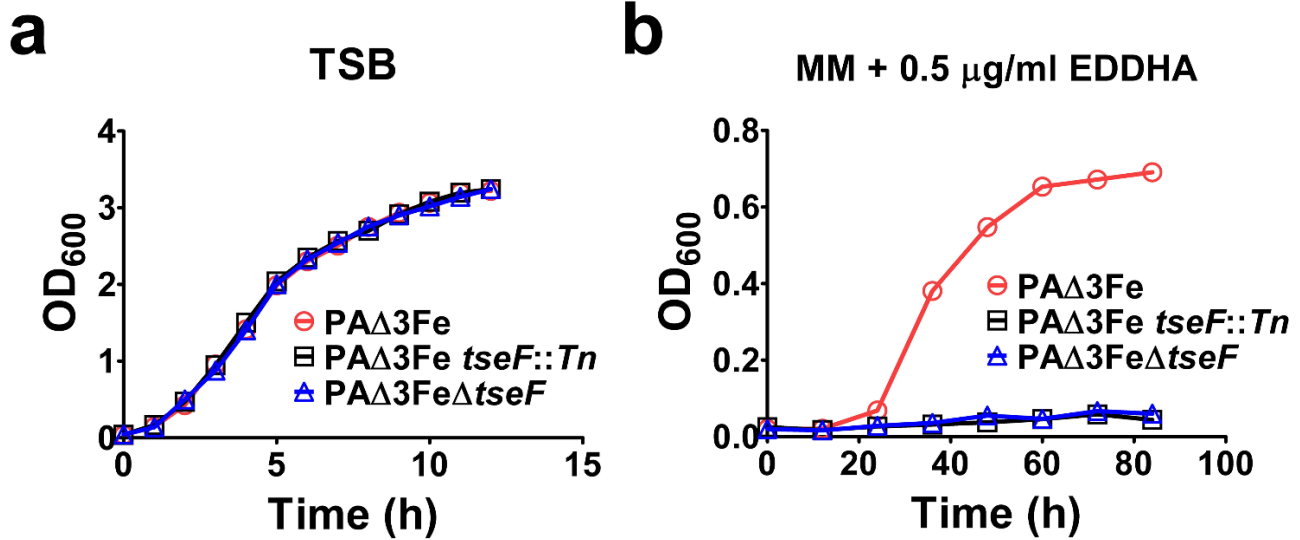 a
TSB
OD600
4
3
2
1
0
0 5 10 15
Time (h)
PAΔ3Fe
PAΔ3Fe tseF::Tn
PAΔ3FeΔtseF
b
MM + 0.5 μg/ml EDDHA
OD600
0.8
0.6
0.4
0.2
0.0
0 20 40 60 80 100
Time (h)
PAΔ3Fe
PAΔ3Fe tseF::Tn
PAΔ3FeΔtseF